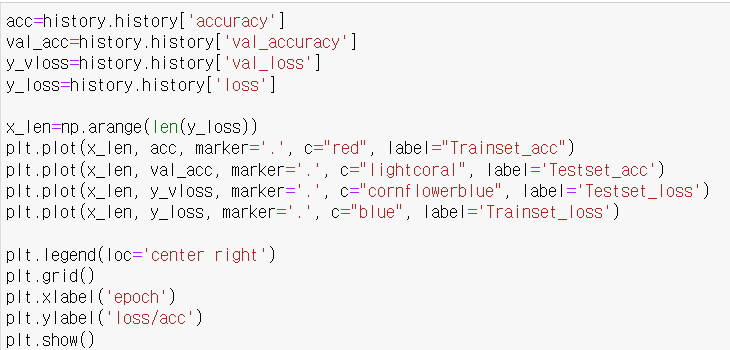 acc=history.history['accuracy']
val_acc=history.history['val_accuracy']
y_vloss=history.history['val_loss']
y_loss=history.history['loss']
x_len=np.arange(len(y_loss))
plt.plot(x_len, acc, marker='.', c="red", label="Trainset_acc")
plt.plot(x_len, val_acc, marker='.', c="lightcoral", label='Testset_acc')
plt.plot(x_len, y_vloss, marker='.', c="cornflowerblue", label='Testset_loss')
plt.plot(x_len, y_loss, marker='.', c="blue", label='Trainset_loss')
plt.legend(loc='center right')
plt.grid()
plt.xlabel('epoch')
plt.ylabel('loss/acc')
plt.show()